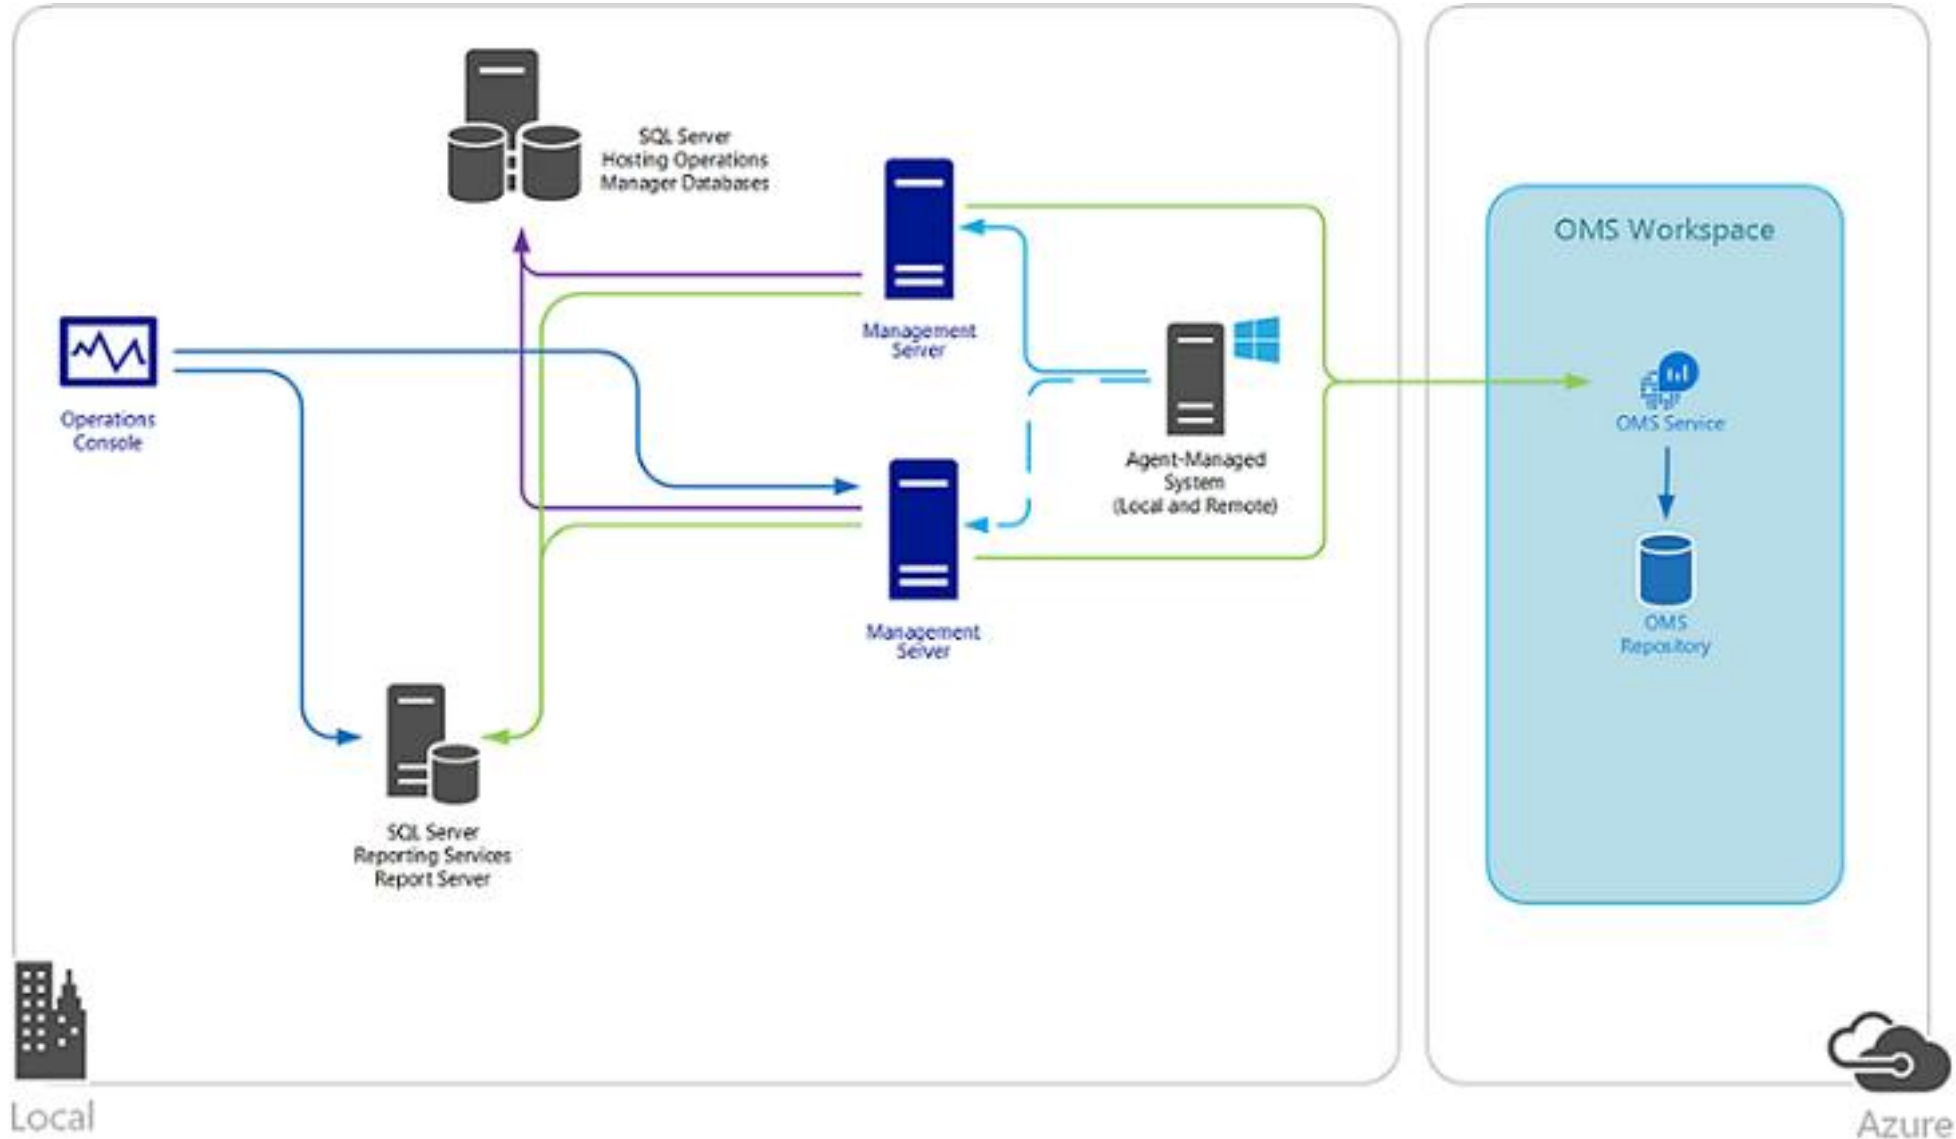 SQL Server
Hosting Operations
Manager Databases
OMS Workspace
Management
Server
Operations
Console
OMS Service
Agent-Managed
System
(Local and Remote)
Management
Server
OMS
Repository
SQL Server
Reporting Services
Report Server
Local
Azure